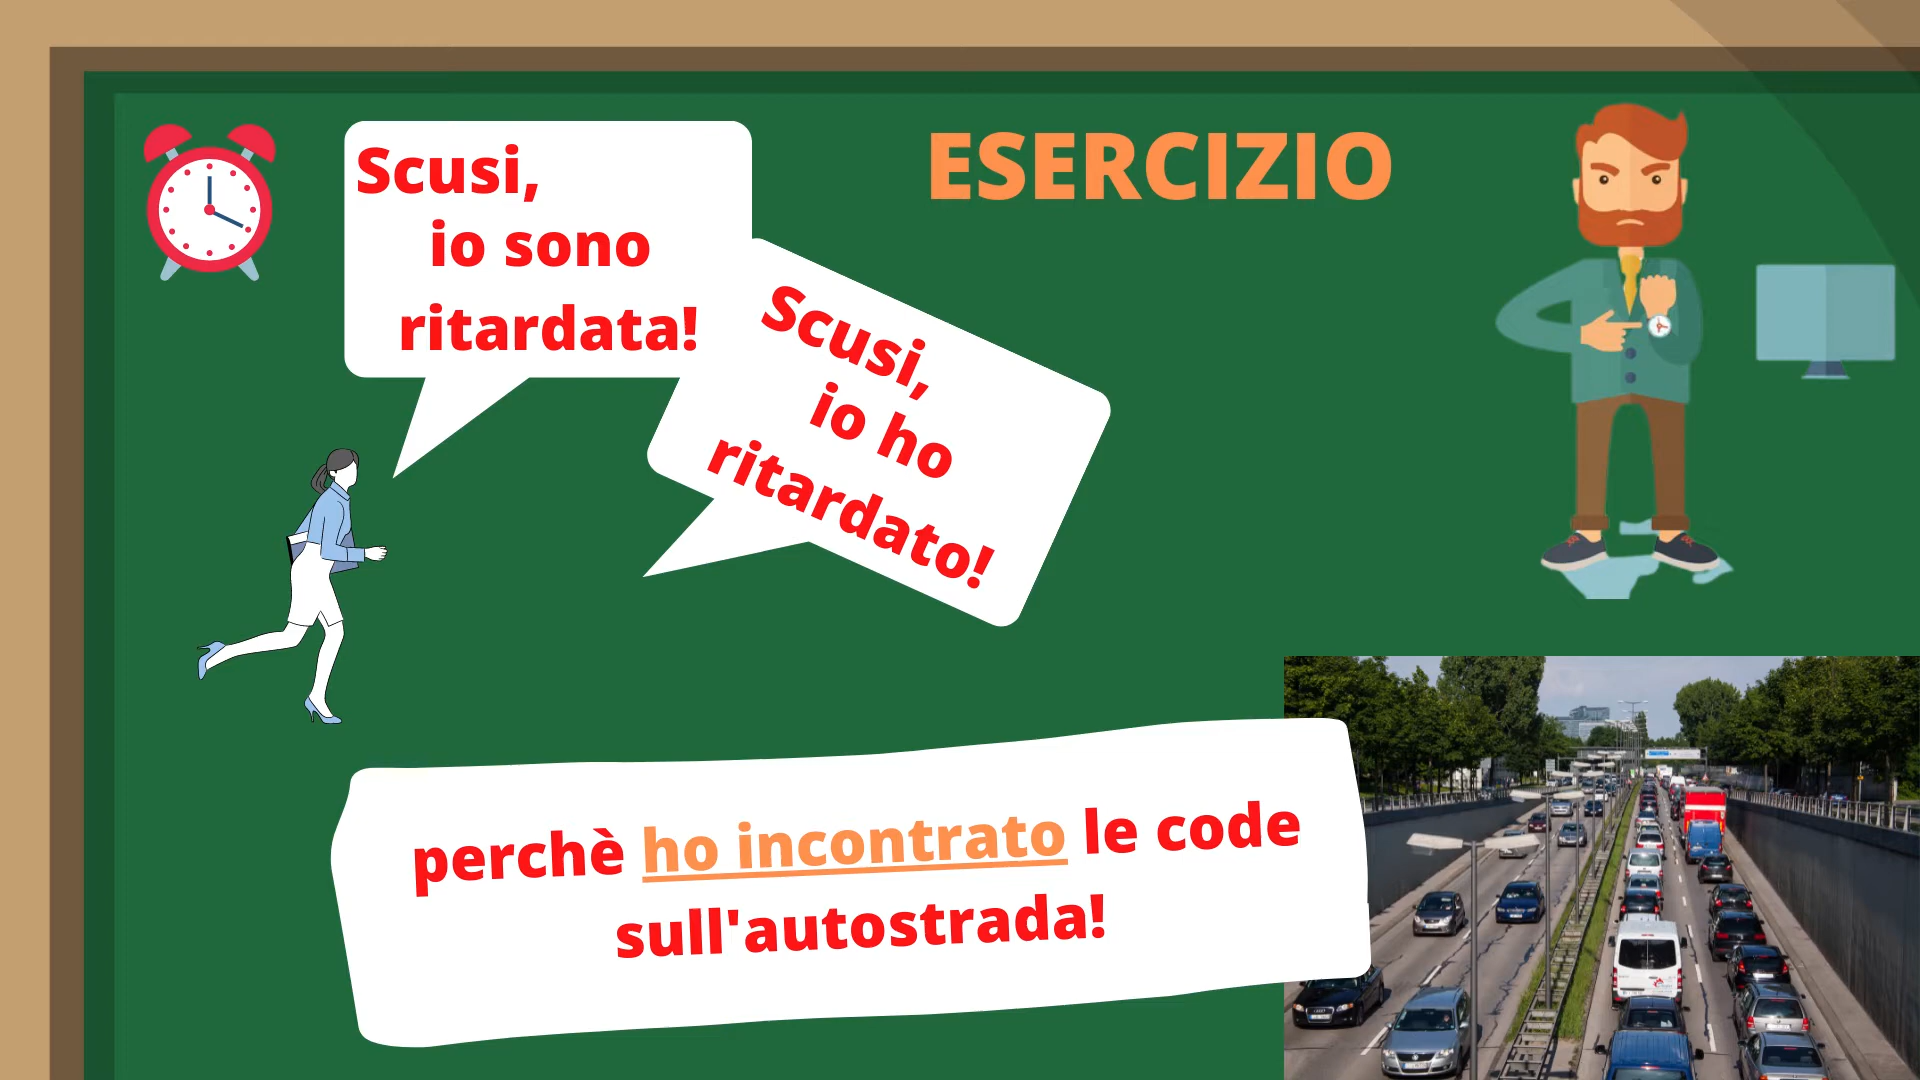 ESERCIZIO
Scusi,
io sono
ritardata!
Scusi,
io ho
ritardato!
perchè ho incontrato le code
sull'autostrada!